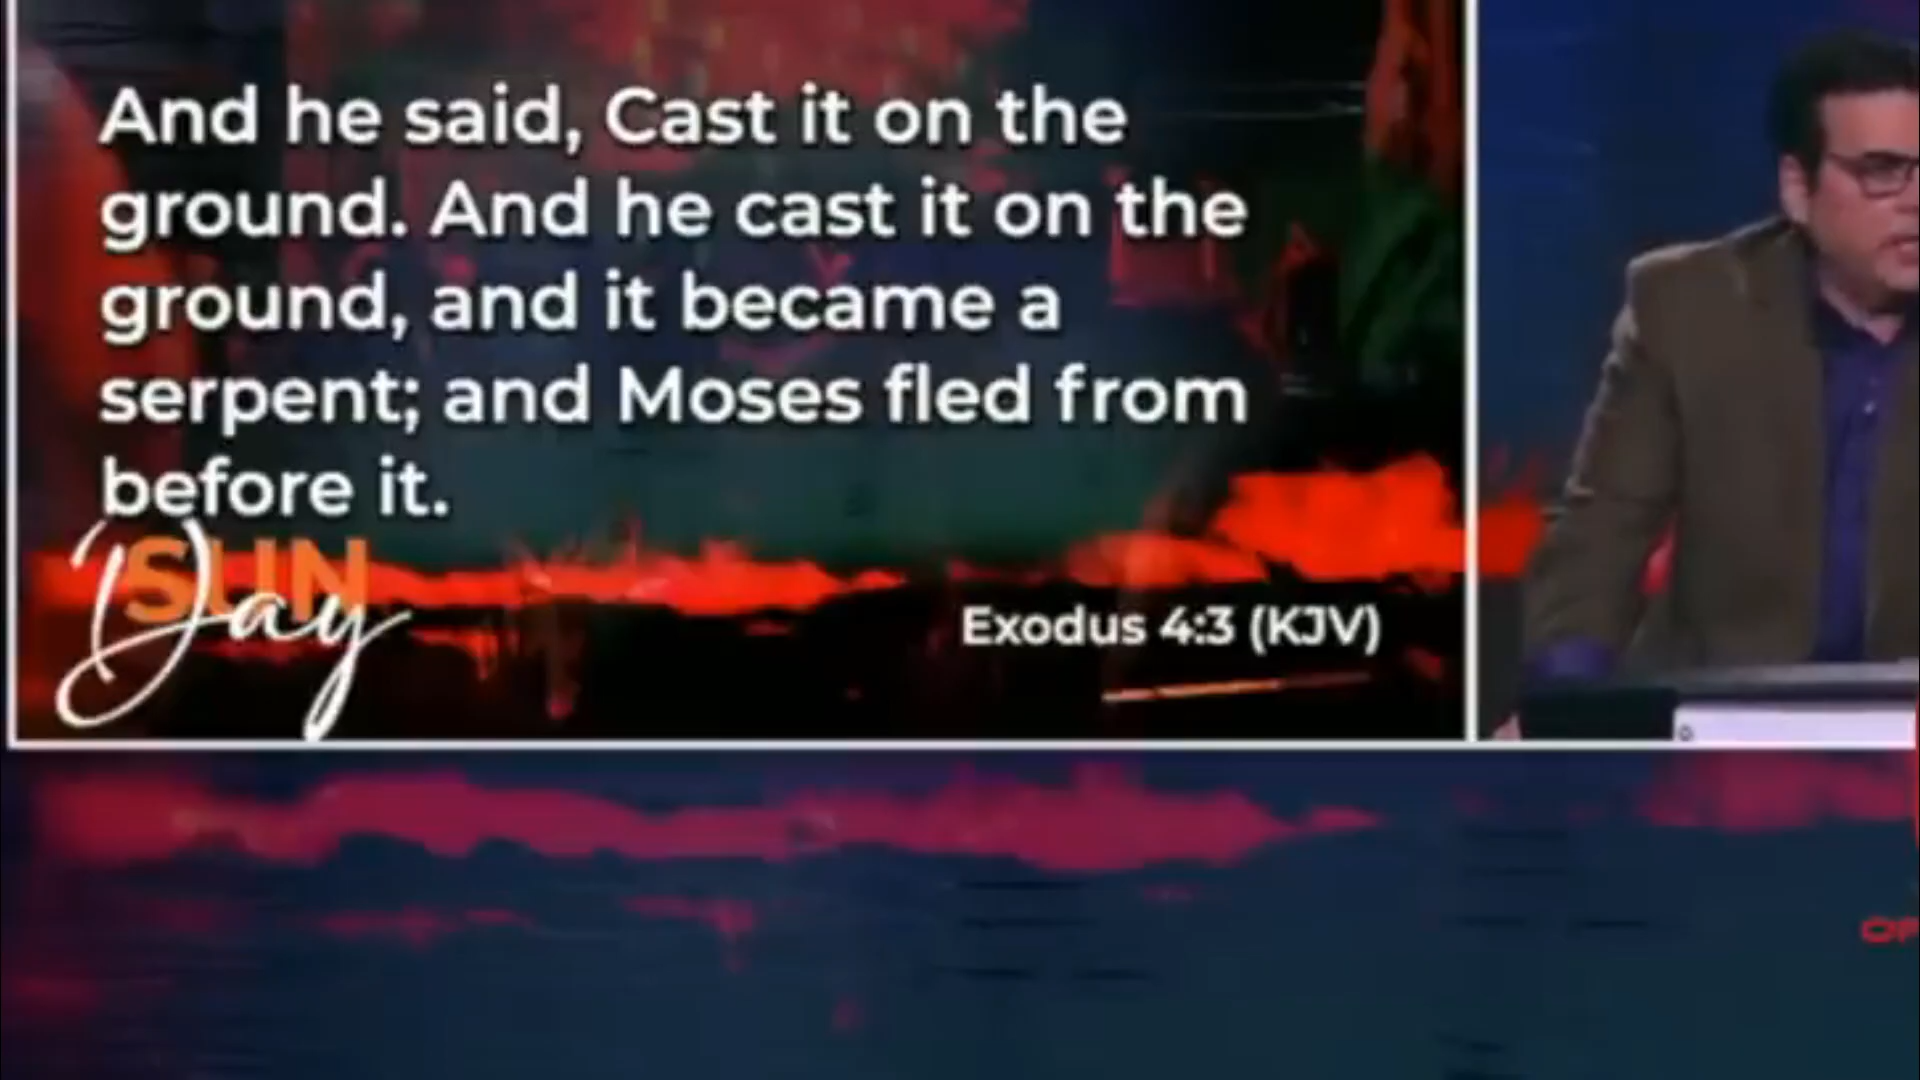 And he said, Cast it on the
ground. And he cast it on the
ground, and it became a
serpent; and Moses fled from
before it.
SUN
Day
Exodus 4:3 (KJV)